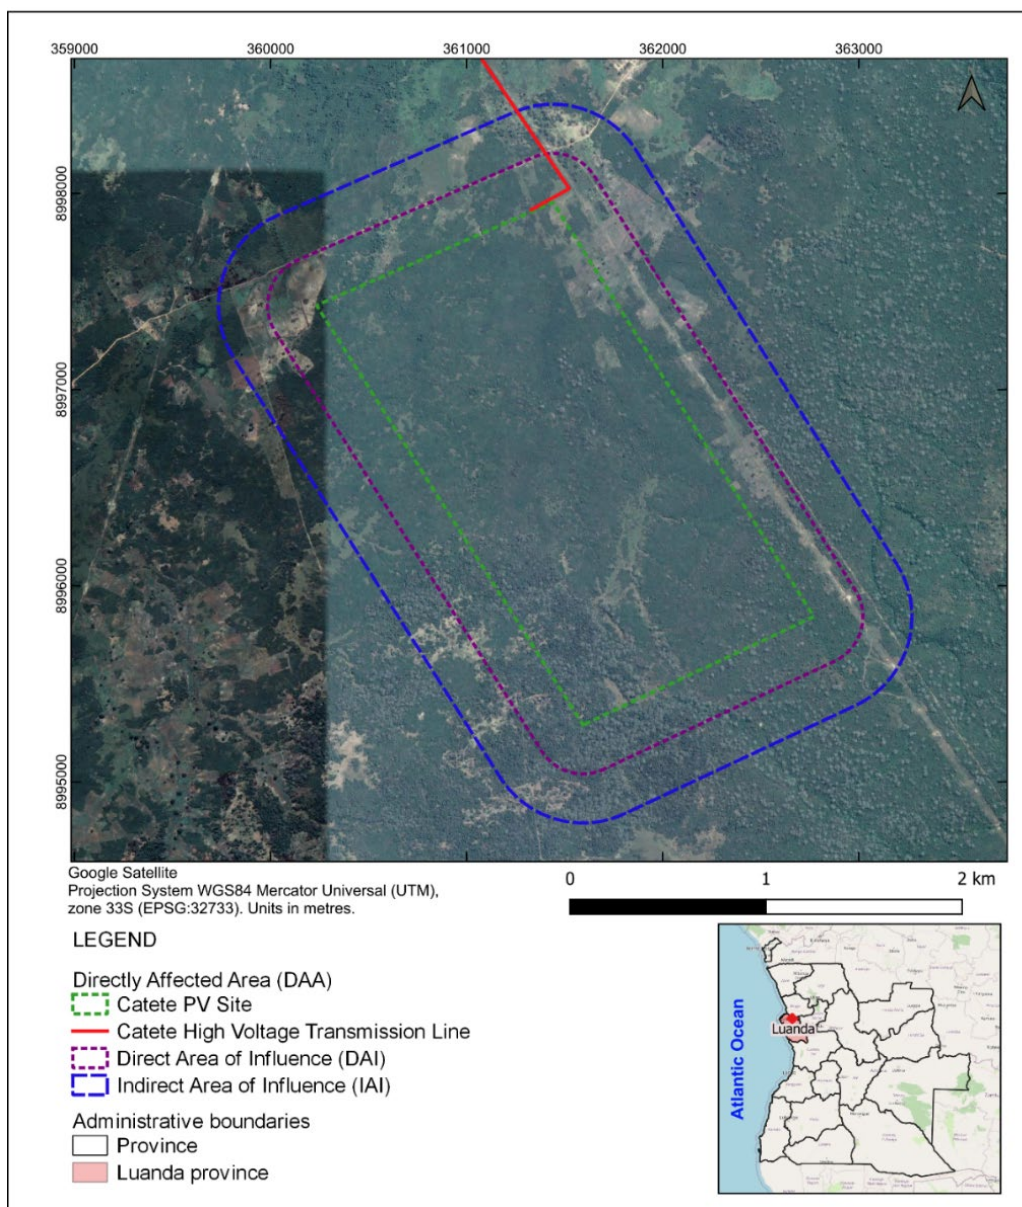 359000 360000 361000 362000 363000
8998000
8997000
8996000
8995000
Google Satellite
Projection System WGS84 Mercator Universal (UTM),
zone 33S (EPSG:32733). Units in metres.
0 1 2 km
LEGEND
Directly Affected Area (DAA)
Catete PV Site
Catete High Voltage Transmission Line
Direct Area of Influence (DAI)
Indirect Area of Influence (IAI)
Administrative boundaries
Province
Luanda province
Atlantic Ocean
Luanda